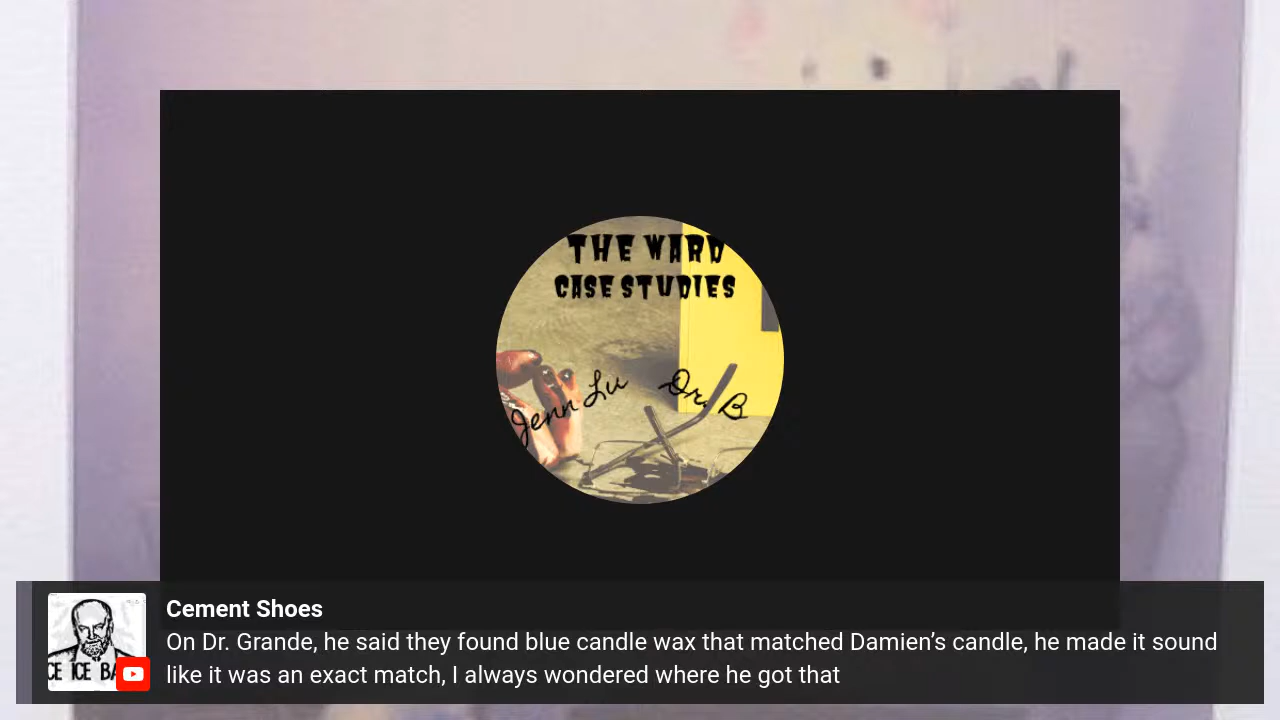 THE WARD
CASE STUDIES
Jenn Lu Dr. B
CE ICE BA
Cement Shoes
On Dr. Grande, he said they found blue candle wax that matched Damien’s candle, he made it sound
like it was an exact match, I always wondered where he got that